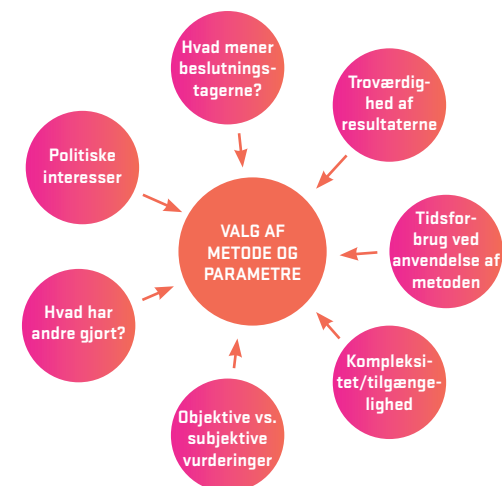 Hvad mener
beslutnings-
tagerne?
Troværdig-
hed af
resultaterne
Politiske
interesser
VALG AF
METODE OG
PARAMETRE
Tidsfor-
brug ved
anvendelse af
metoden
Hvad har
andre gjort?
Kompleksi-
tet/tilgænge-
lighed
Objektive vs.
subjektive
vurderinger